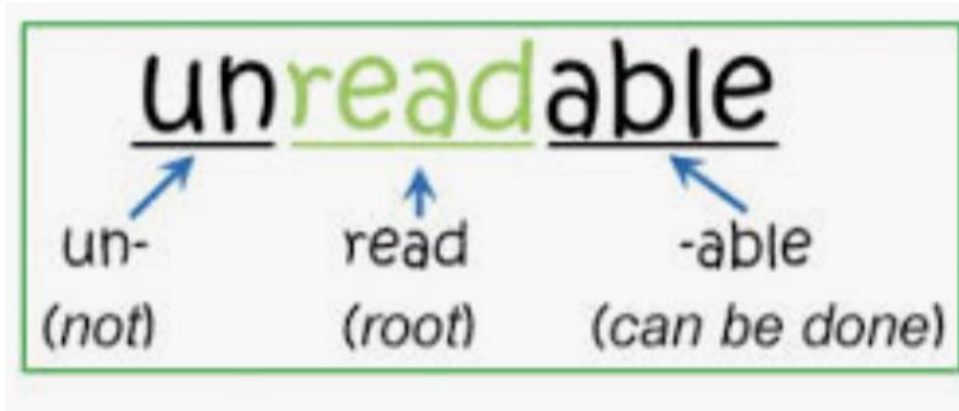 unreadable
un- read -able
(not) (root) (can be done)